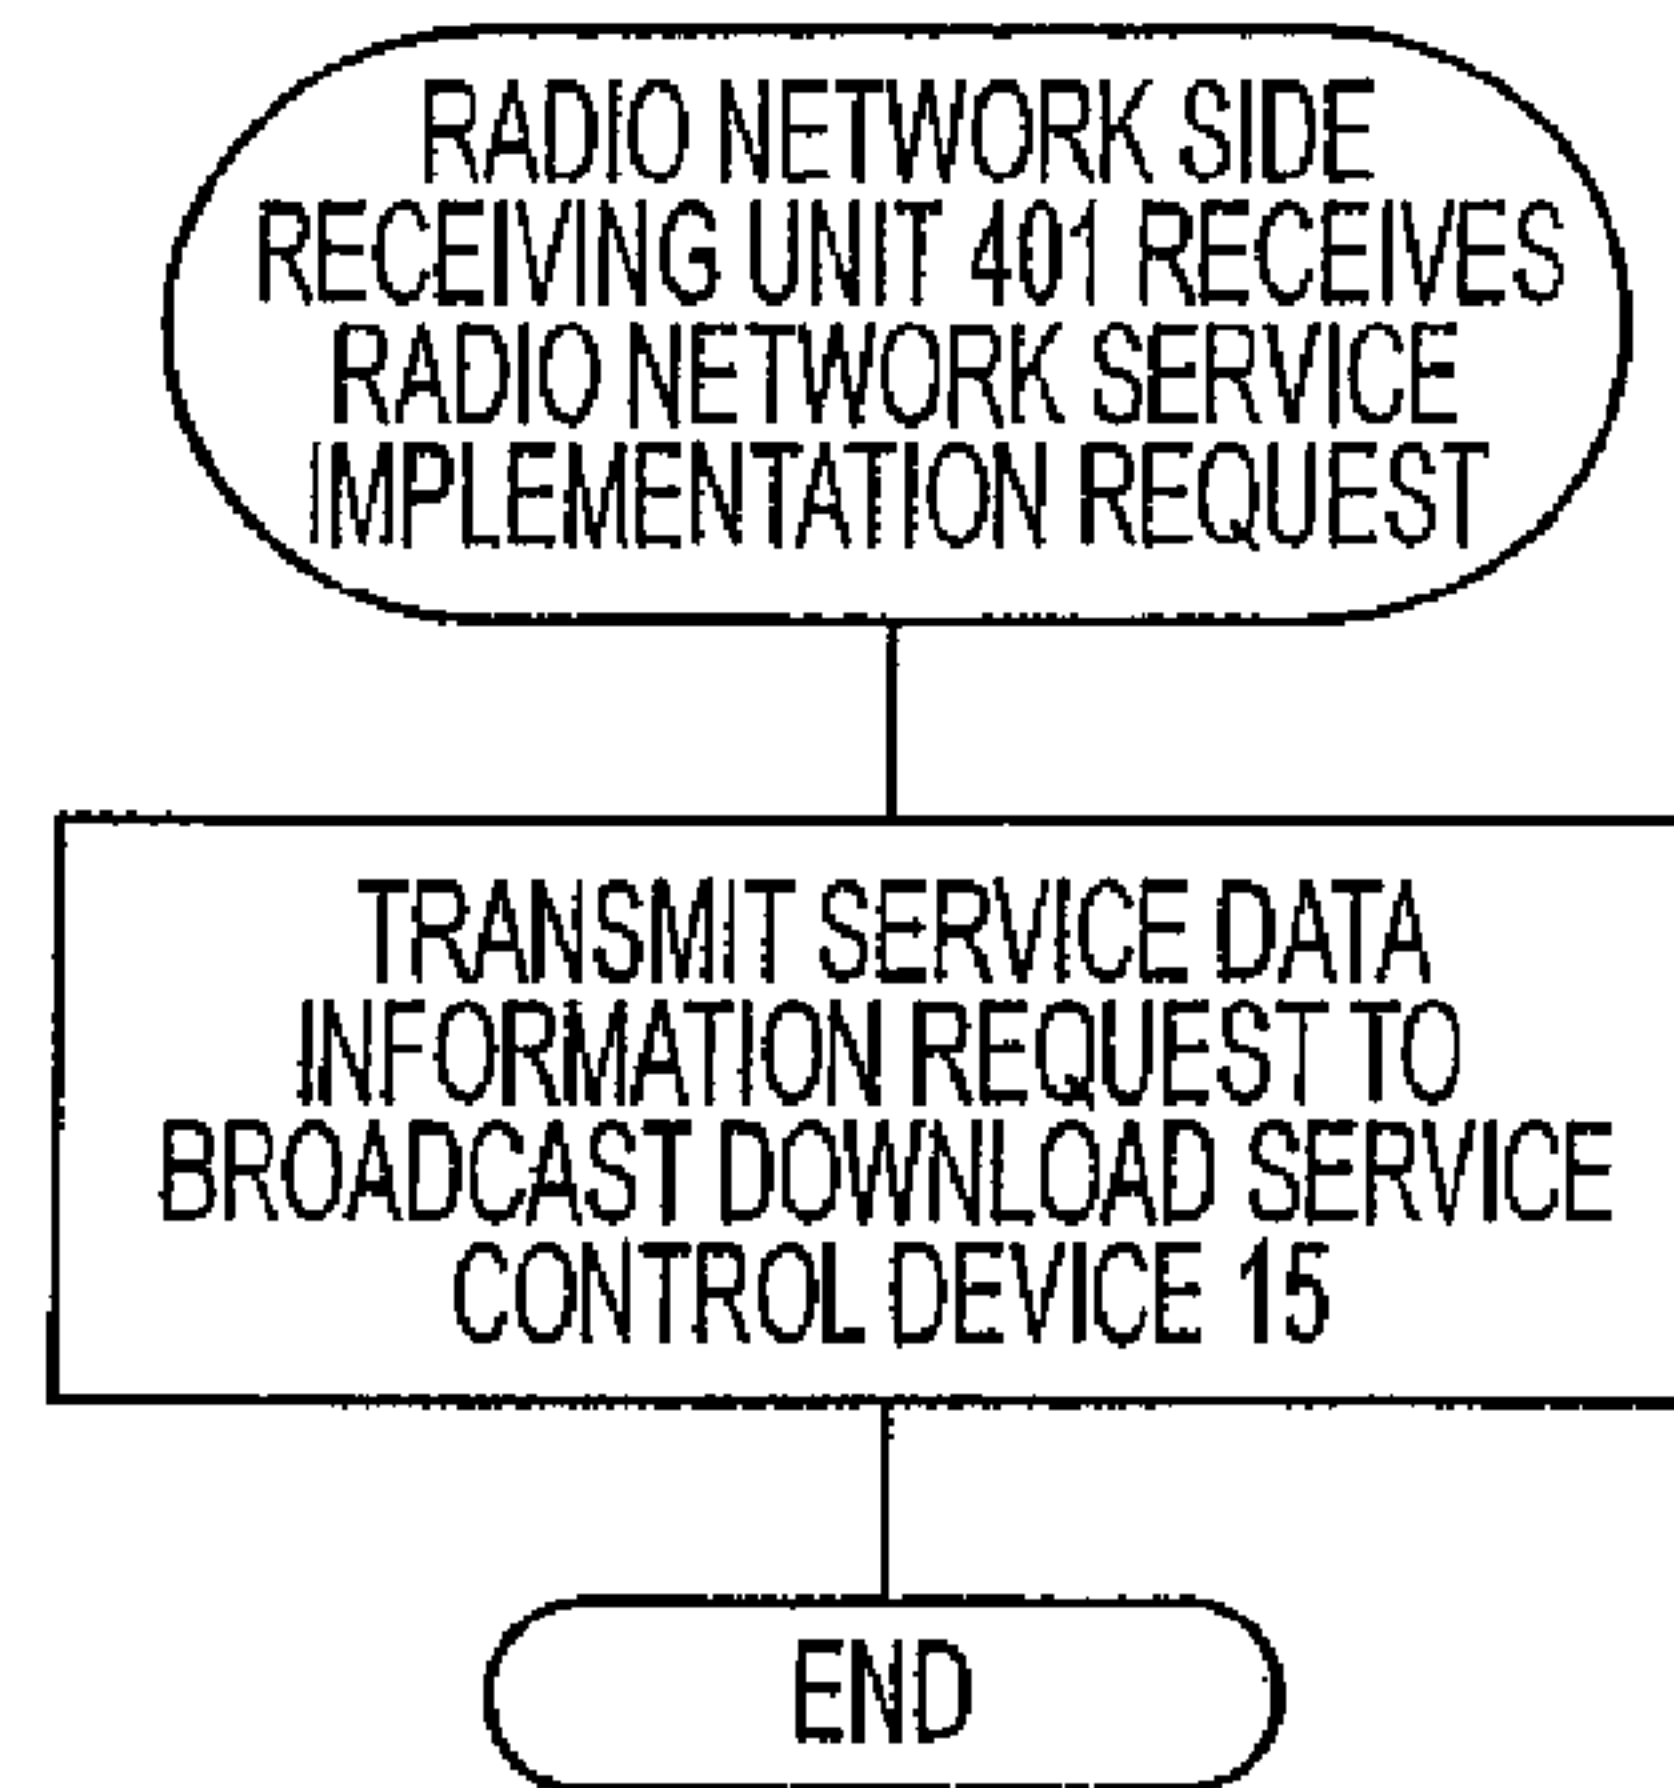 RADIO NETWORK SIDE
RECEIVING UNIT 401 RECEIVES
RADIO NETWORK SERVICE
IMPLEMENTATION REQUEST
TRANSMIT SERVICE DATA
INFORMATION REQUEST TO
BROADCAST DOWNLOAD SERVICE
CONTROL DEVICE 15
END